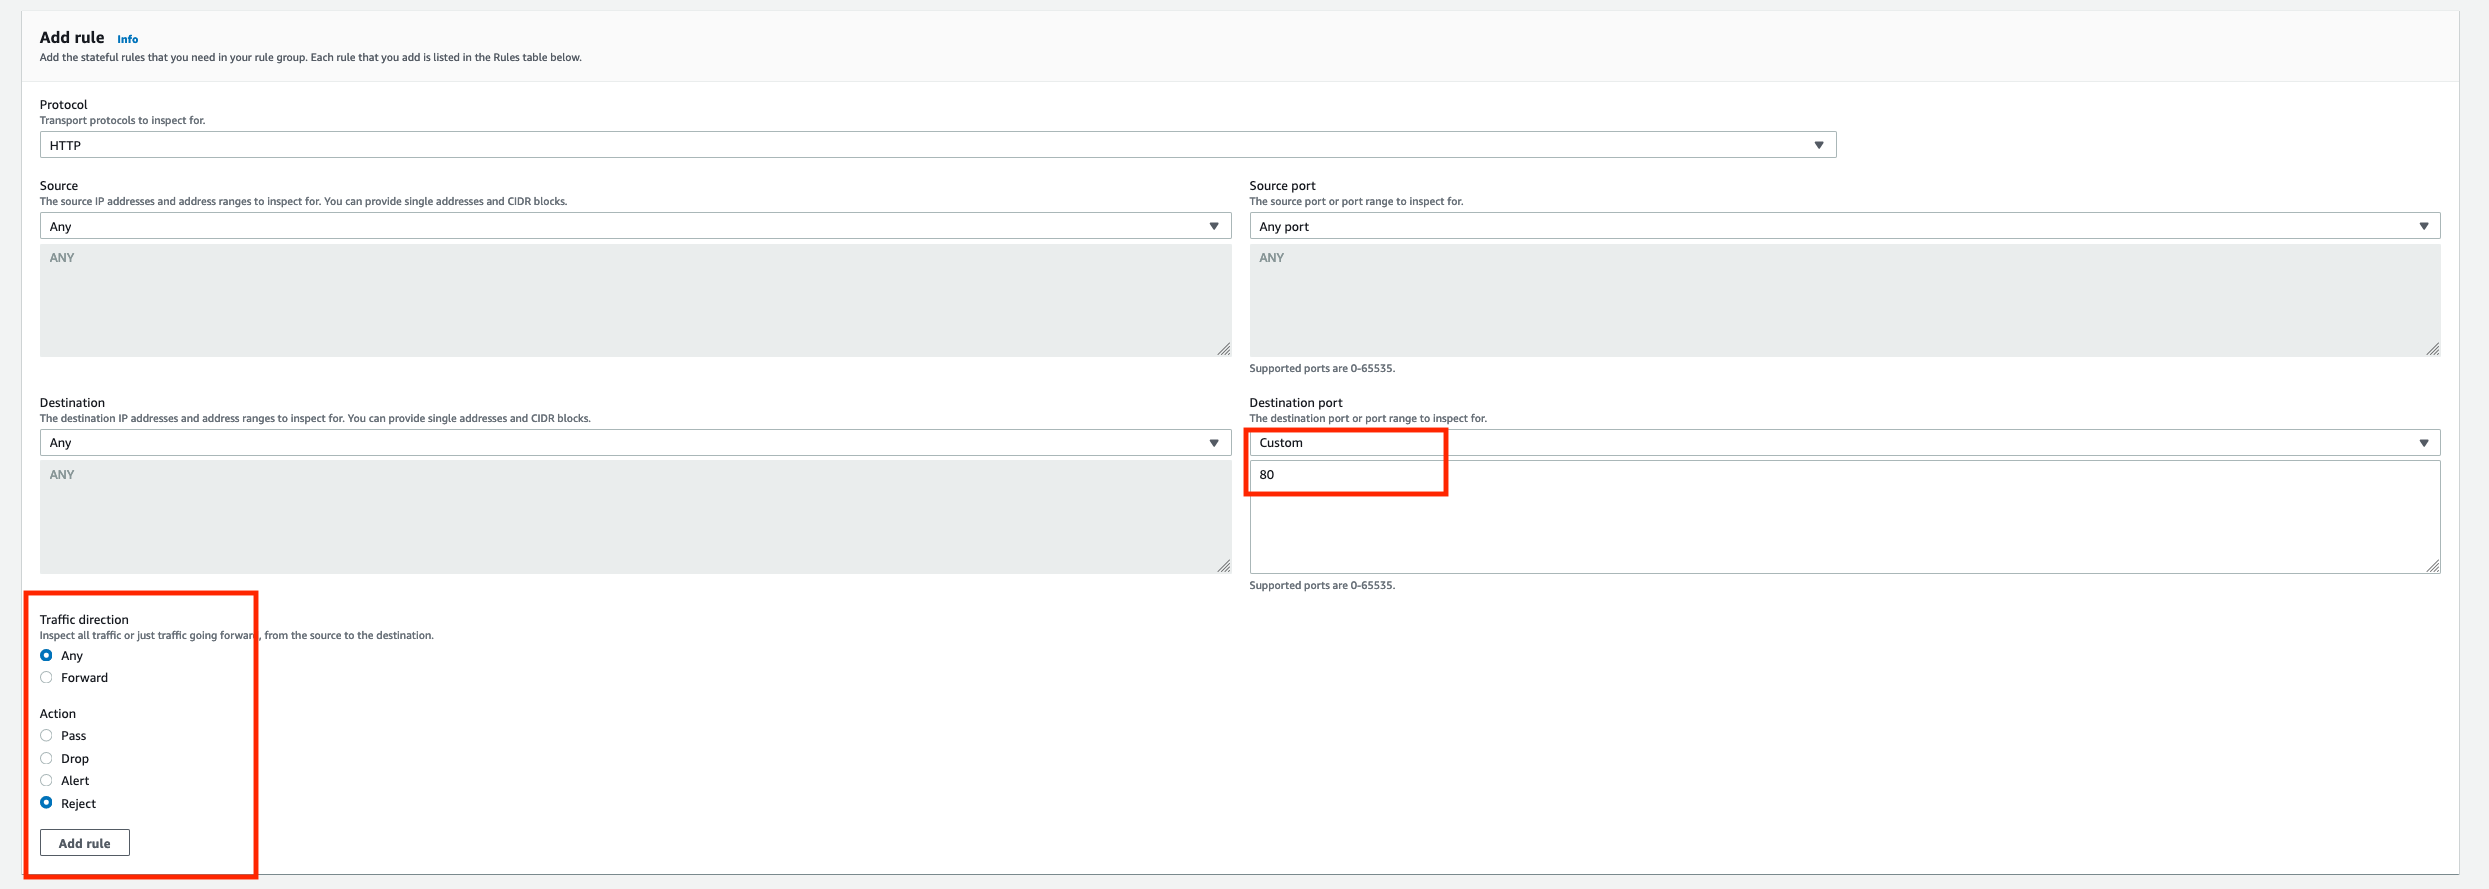 Add rule Info
Add the stateful rules that you need in your rule group. Each rule that you add is listed in the Rules table below.
Protocol
Transport protocols to inspect for.
HTTP
Source
The source IP addresses and address ranges to inspect for. You can provide single addresses and CIDR blocks.
Any
ANY
Source port
The source port or port range to inspect for.
Any port
ANY
Supported ports are 0-65535.
Destination
The destination IP addresses and address ranges to inspect for. You can provide single addresses and CIDR blocks.
Any
ANY
Destination port
The destination port or port range to inspect for.
Custom
80
Supported ports are 0-65535.
Traffic direction
Inspect all traffic or just traffic going forward, from the source to the destination.
Any
Forward
Action
Pass
Drop
Alert
Reject
Add rule